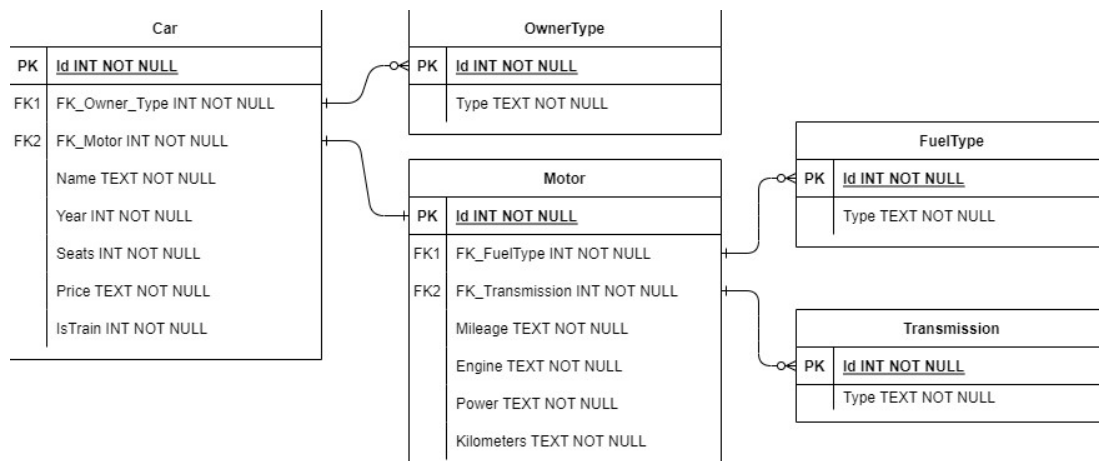 Car
PK Id INT NOT NULL
FK1 FK_Owner_Type INT NOT NULL
FK2 FK_Motor INT NOT NULL
Name TEXT NOT NULL
Year INT NOT NULL
Seats INT NOT NULL
Price TEXT NOT NULL
IsTrain INT NOT NULL
OwnerType
PK Id INT NOT NULL
Type TEXT NOT NULL
Motor
PK Id INT NOT NULL
FK1 FK_FuelType INT NOT NULL
FK2 FK_Transmission INT NOT NULL
Mileage TEXT NOT NULL
Engine TEXT NOT NULL
Power TEXT NOT NULL
Kilometers TEXT NOT NULL
FuelType
PK Id INT NOT NULL
Type TEXT NOT NULL
Transmission
PK Id INT NOT NULL
Type TEXT NOT NULL